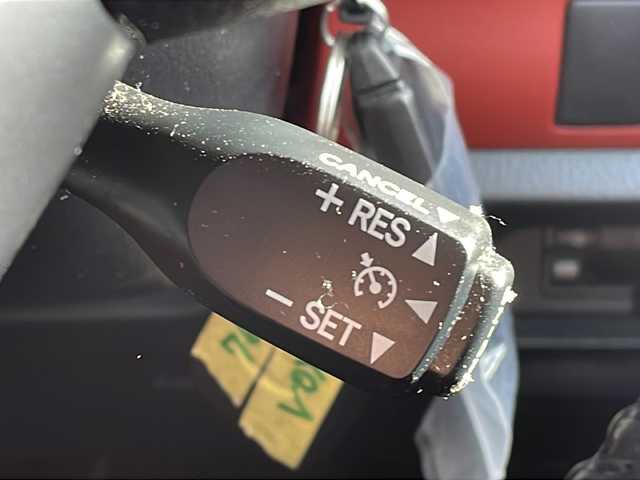 CANCEL ▼
+ RES ▲
− SET ▼